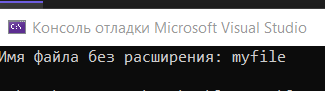 Консоль отладки Microsoft Visual Studio
Имя файла без расширения: myfile